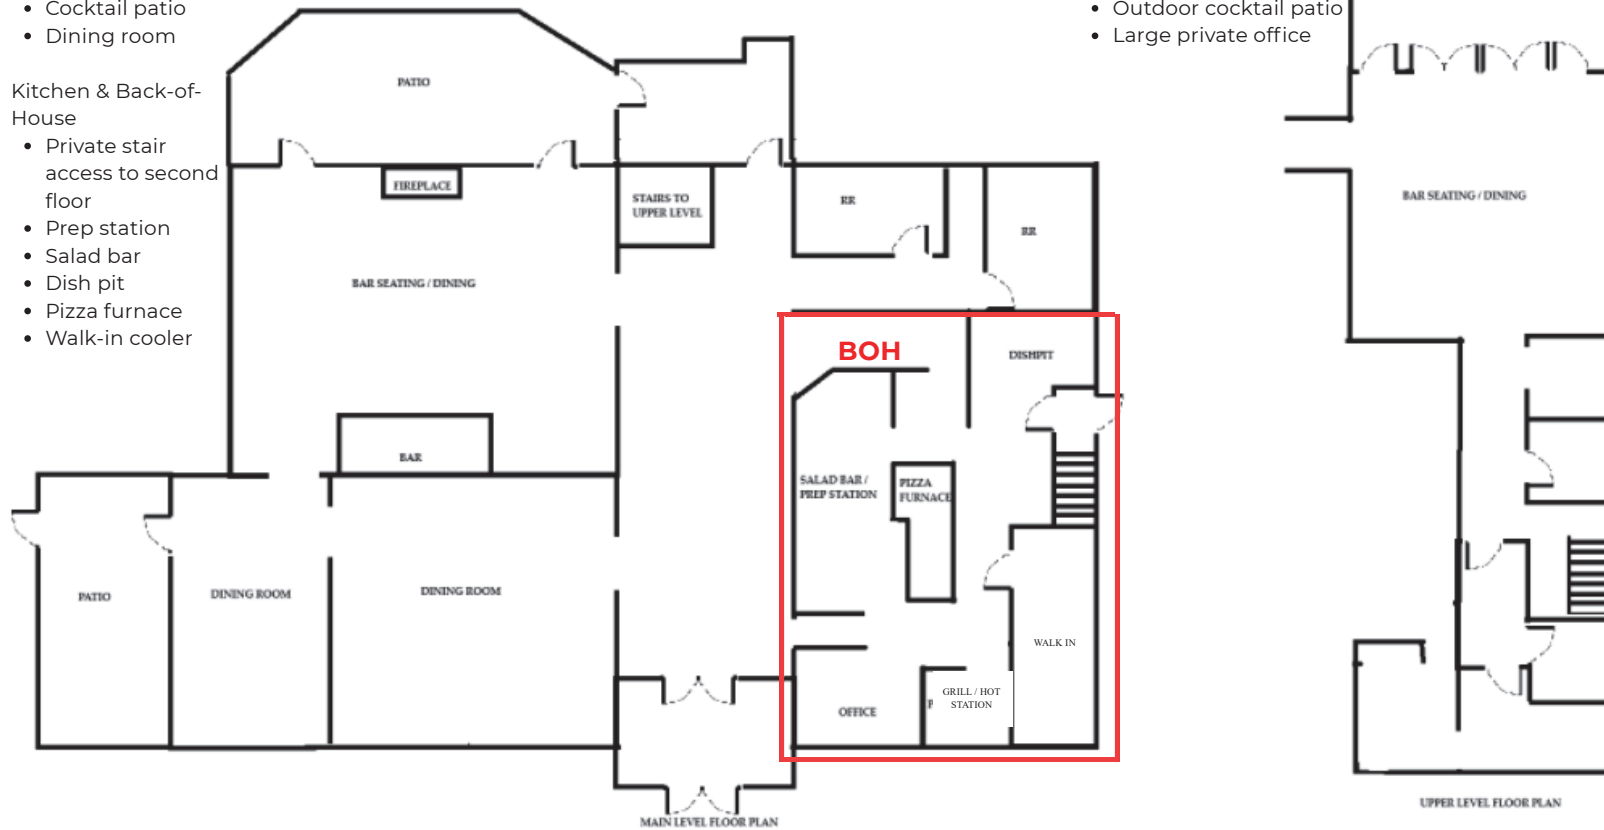 Cocktail patio
Dining room
Kitchen & Back-of-
House
Private stair
access to second
floor
Prep station
Salad bar
Dish pit
Pizza furnace
Walk-in cooler
Outdoor cocktail patio
Large private office
PATIO
FIREPLACE
STAIRS TO
UPPER LEVEL
RR
RR
BAR SEATING / DINING
BAR
PATIO
DINING ROOM
DINING ROOM
BOH
DISHPIT
SALAD BAR /
PREP STATION
PIZZA
FURNACE
WALK IN
GRILL / HOT
STATION
OFFICE
MAIN LEVEL FLOOR PLAN
BAR SEATING / DINING
UPPER LEVEL FLOOR PLAN